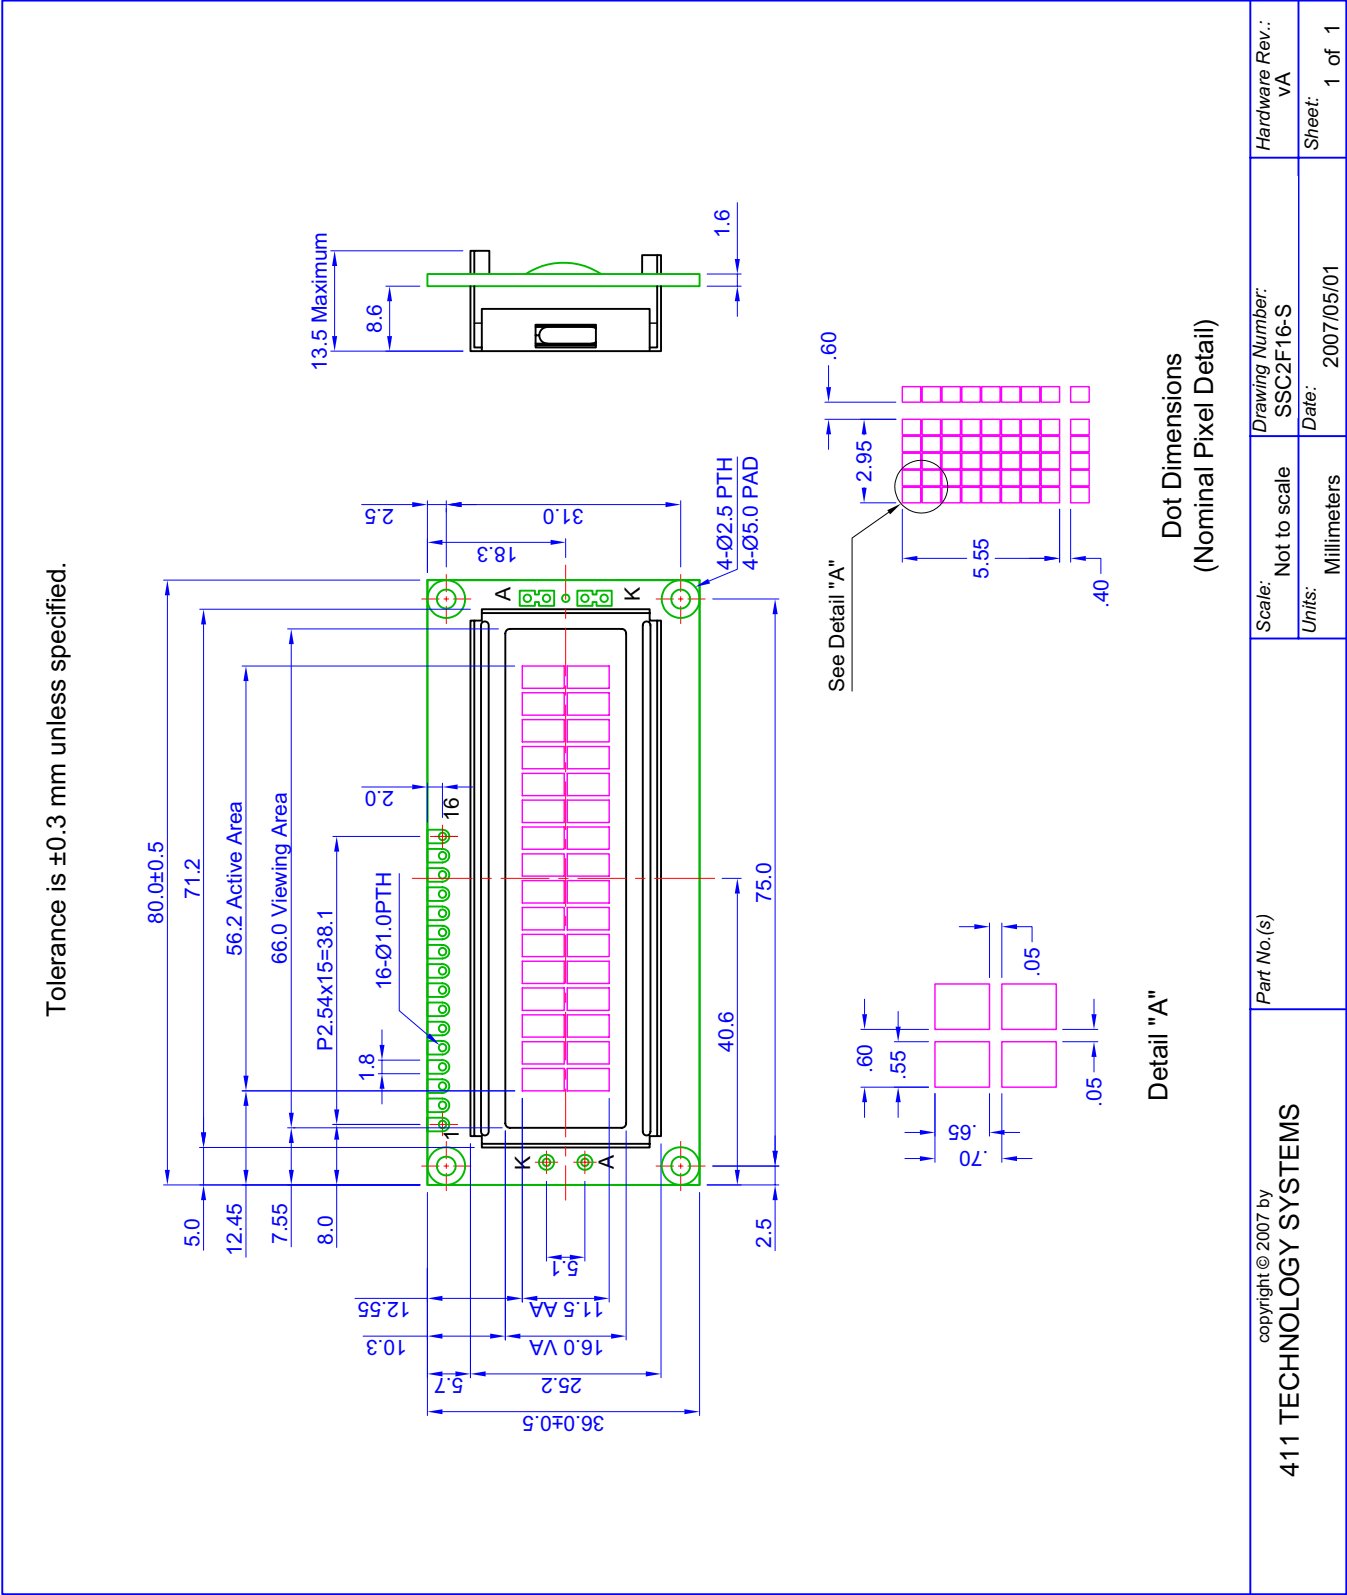 Tolerance is ±0.3 mm unless specified.
80.0±0.5
71.2
56.2 Active Area
66.0 Viewing Area
P2.54x15=38.1
1.8
16-Ø1.0PTH
2.0
5.0
12.45
7.55
8.0
1
16
A
K
K
A
2.5
18.3
31.0
4-Ø2.5 PTH
4-Ø5.0 PAD
75.0
40.6
2.5
5.1
11.5 AA
12.55
16.0 VA
10.3
5.7
25.2
36.0±0.5
13.5 Maximum
8.6
1.6
See Detail "A"
.60
2.95
5.55
.40
Dot Dimensions
(Nominal Pixel Detail)
.60
.55
.05
.05
.65
.70
Detail "A"
copyright © 2007 by
411 TECHNOLOGY SYSTEMS
Part No.(s)
Scale:
Not to scale
Units:
Millimeters
Drawing Number:
SSC2F16-S
Date:
2007/05/01
Hardware Rev.:
vA
Sheet:
1 of 1